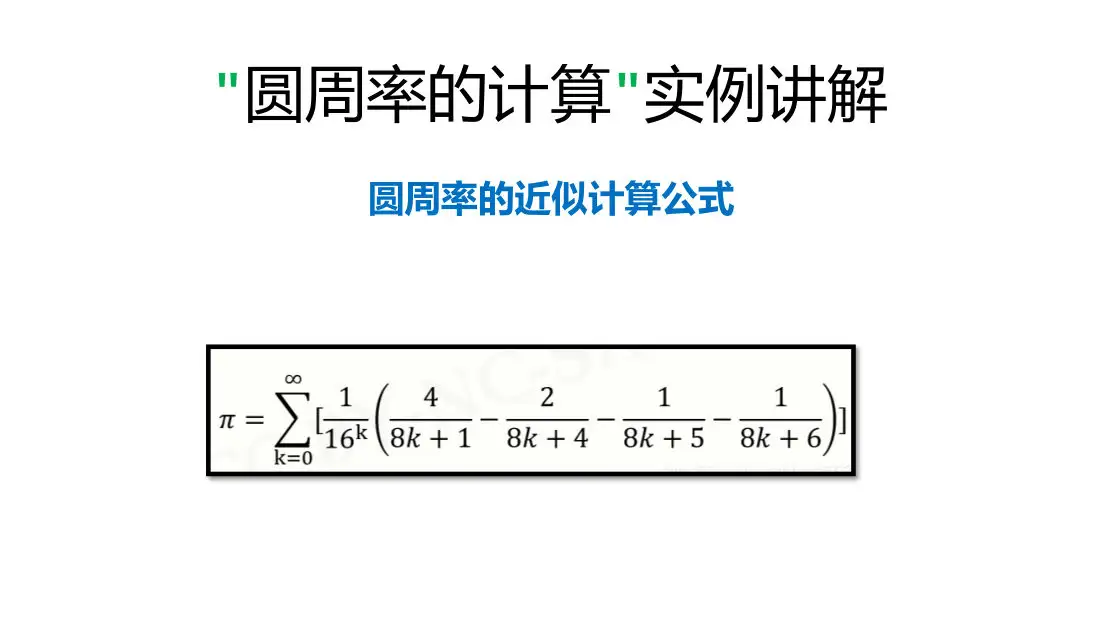 "圆周率的计算"实例讲解
圆周率的近似计算公式
π = ∑_{k=0}^{∞} [1/16^k (4/(8k + 1) − 2/(8k + 4) − 1/(8k + 5) − 1/(8k + 6))]